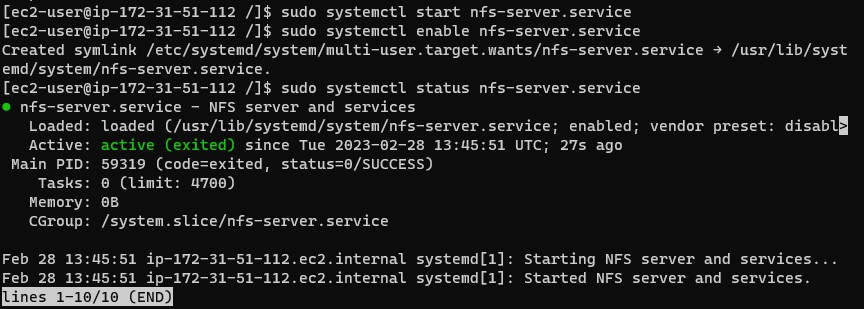 [ec2-user@ip-172-31-51-112 /]$ sudo systemctl start nfs-server.service
[ec2-user@ip-172-31-51-112 /]$ sudo systemctl enable nfs-server.service
Created symlink /etc/systemd/system/multi-user.target.wants/nfs-server.service → /usr/lib/syst
emd/system/nfs-server.service.
[ec2-user@ip-172-31-51-112 /]$ sudo systemctl status nfs-server.service
● nfs-server.service - NFS server and services
   Loaded: loaded (/usr/lib/systemd/system/nfs-server.service; enabled; vendor preset: disabl>
   Active: active (exited) since Tue 2023-02-28 13:45:51 UTC; 27s ago
 Main PID: 59319 (code=exited, status=0/SUCCESS)
    Tasks: 0 (limit: 4700)
   Memory: 0B
   CGroup: /system.slice/nfs-server.service

Feb 28 13:45:51 ip-172-31-51-112.ec2.internal systemd[1]: Starting NFS server and services...
Feb 28 13:45:51 ip-172-31-51-112.ec2.internal systemd[1]: Started NFS server and services.
lines 1-10/10 (END)